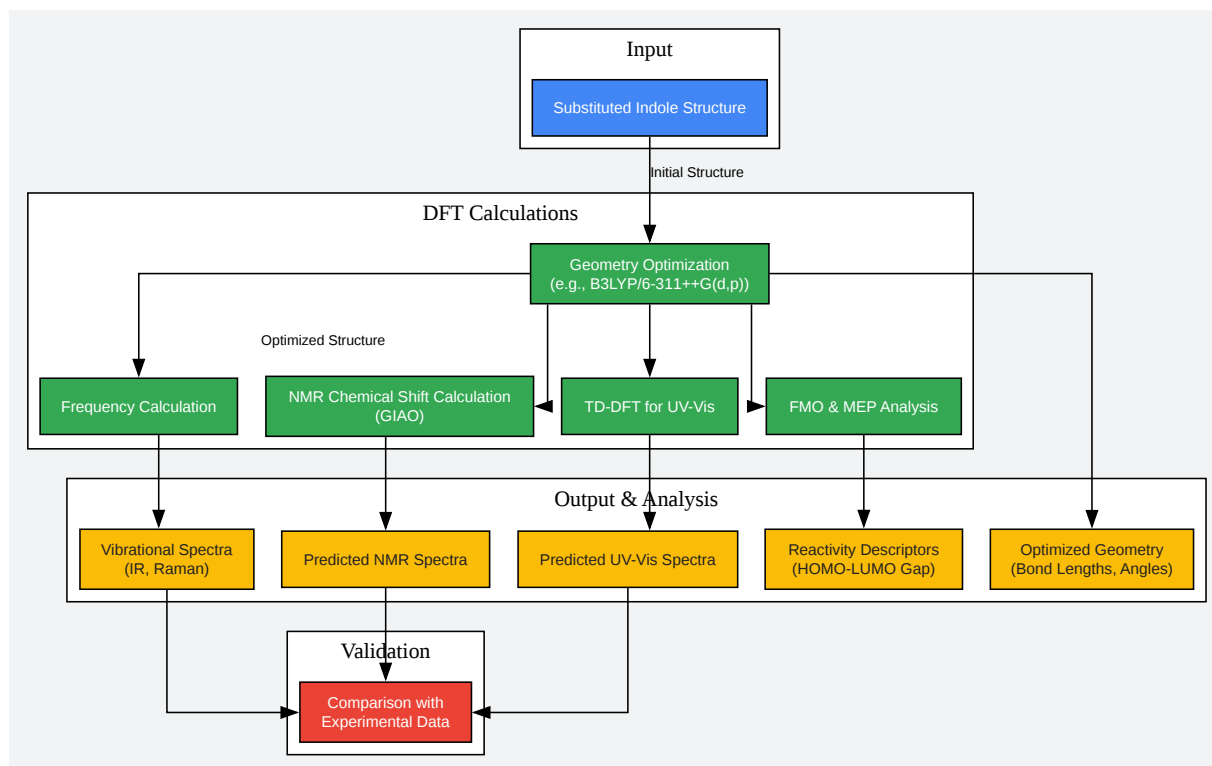 Input
Substituted Indole Structure
Initial Structure
DFT Calculations
Geometry Optimization
(e.g., B3LYP/6-311++G(d,p))
Optimized Structure
Frequency Calculation
NMR Chemical Shift Calculation
(GIAO)
TD-DFT for UV-Vis
FMO & MEP Analysis
Output & Analysis
Vibrational Spectra
(IR, Raman)
Predicted NMR Spectra
Predicted UV-Vis Spectra
Reactivity Descriptors
(HOMO-LUMO Gap)
Optimized Geometry
(Bond Lengths, Angles)
Validation
Comparison with
Experimental Data